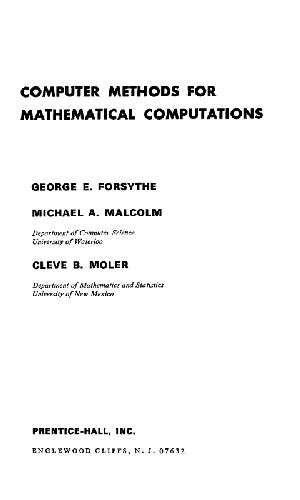 COMPUTER METHODS FOR
MATHEMATICAL COMPUTATIONS
GEORGE E. FORSYTHE
MICHAEL A. MALCOLM
Department of Computer Science
University of Waterloo
CLEVE B. MOLER
Department of Mathematics and Statistics
University of New Mexico
PRENTICE-HALL, INC.
ENGLEWOOD CLIFFS, N. J. 07632